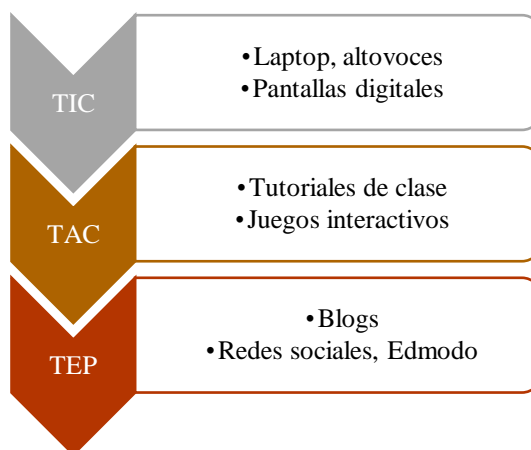 TIC
•Laptop, altovoces
•Pantallas digitales
TAC
•Tutoriales de clase
•Juegos interactivos
TEP
•Blogs
•Redes sociales, Edmodo